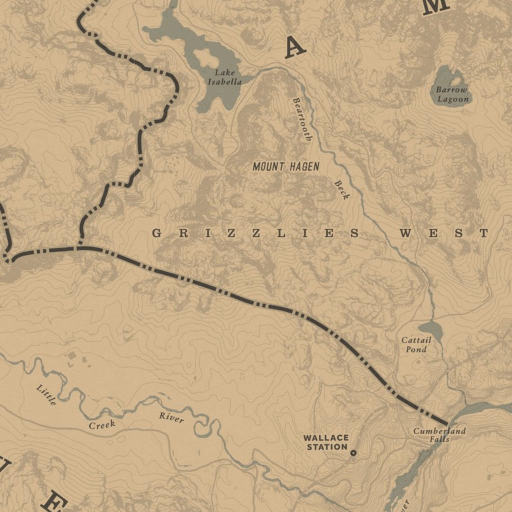 M
A
Lake
Isabella
Barrow
Lagoon
Beartooth
Beck
MOUNT HAGEN
GRIZZLIES WEST
Cattail
Pond
Little
Creek
River
Cumberland
Falls
WALLACE
STATION
E